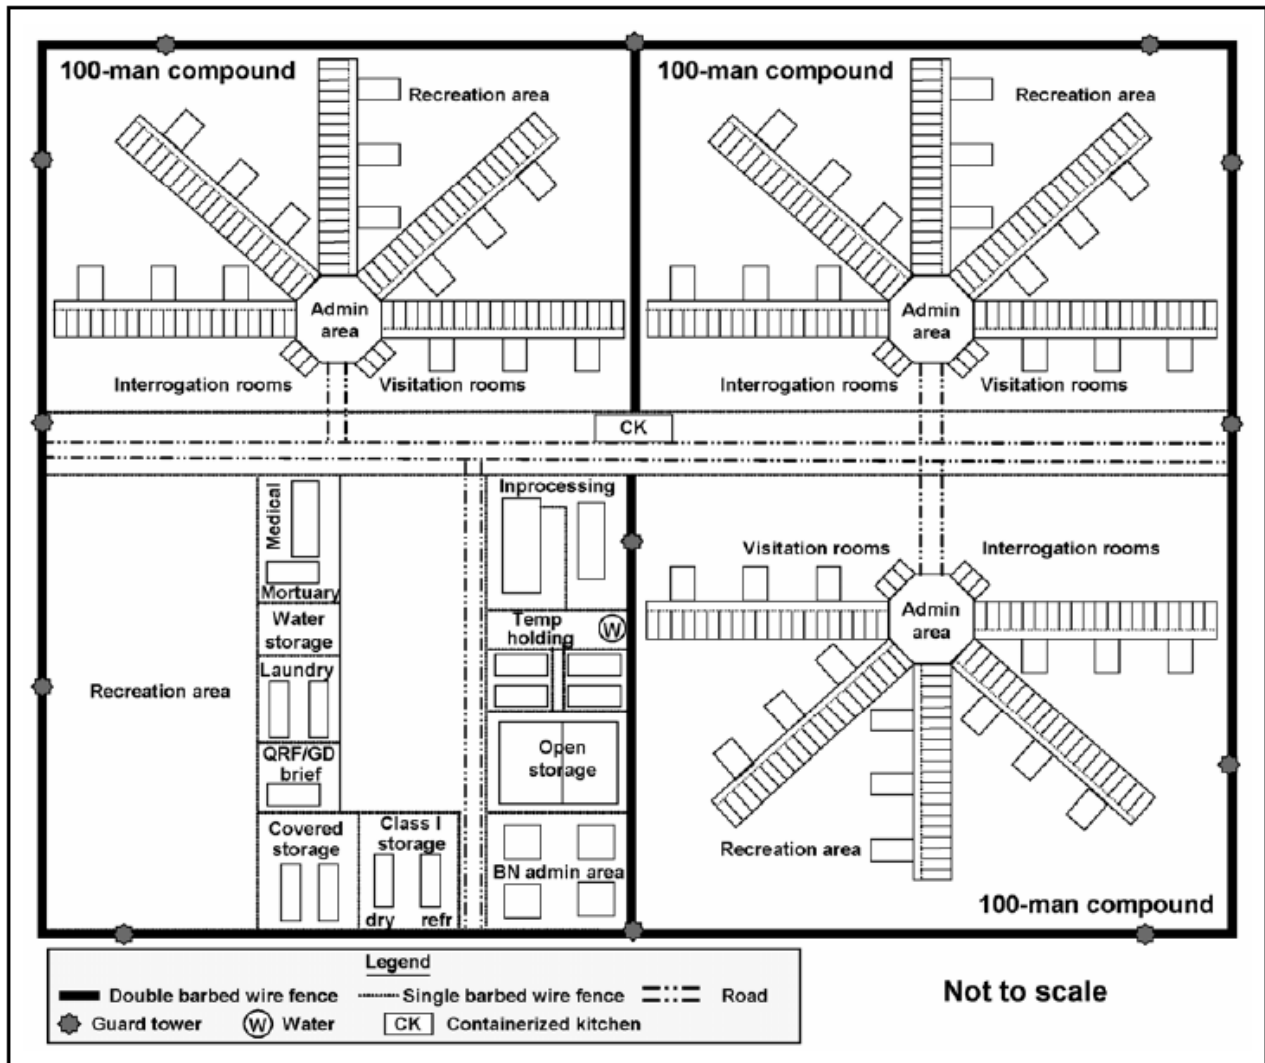 100-man compound
Recreation area
Admin
area
Interrogation rooms
Visitation rooms
100-man compound
Recreation area
Admin
area
Interrogation rooms
Visitation rooms
CK
Medical
Mortuary
Water
storage
Laundry
QRF/GD
brief
Recreation area
Covered
storage
Class I
storage
dry
refr
Inprocessing
Temp
holding
W
Open
storage
BN admin area
Visitation rooms
Interrogation rooms
Admin
area
Recreation area
100-man compound
Legend
Double barbed wire fence
Single barbed wire fence
Road
Guard tower
W
Water
CK
Containerized kitchen
Not to scale